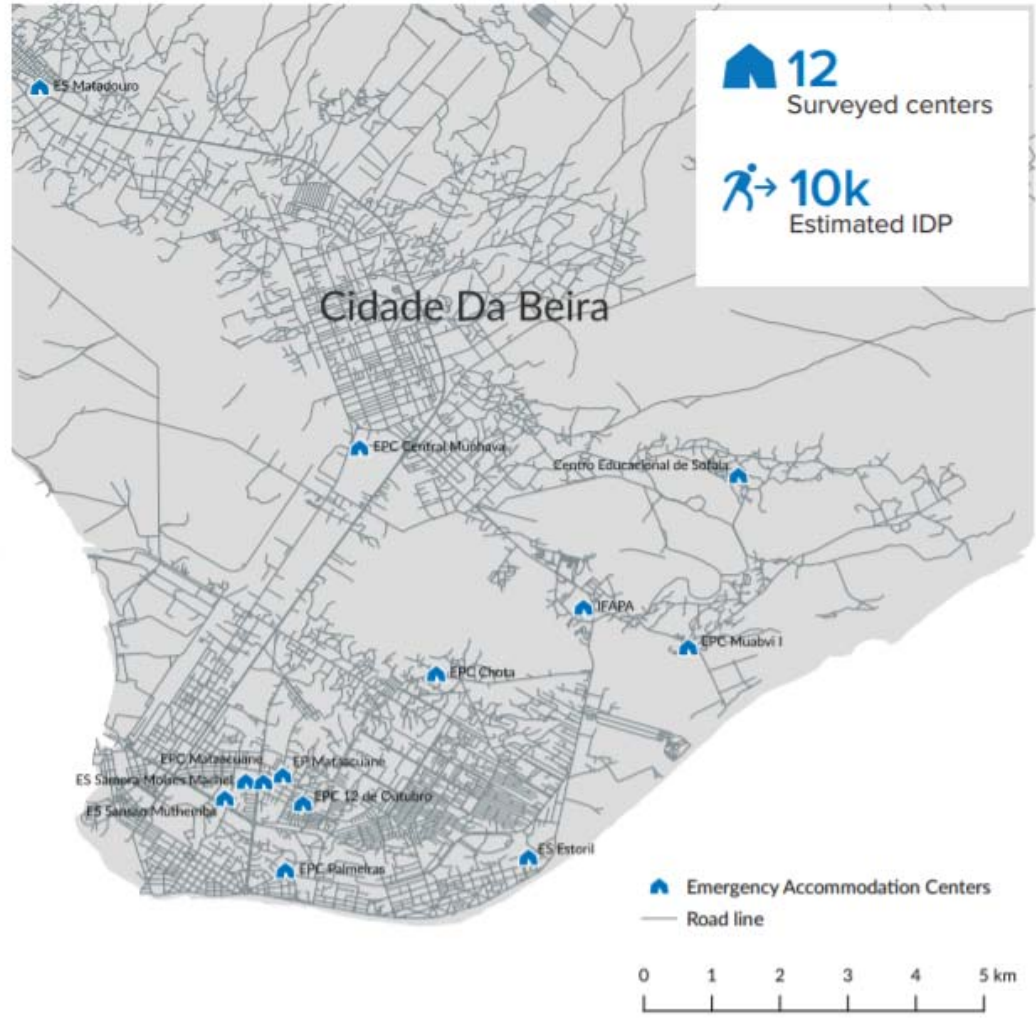 12
Surveyed centers
10k
Estimated IDP
ES Matadouro
Cidade Da Beira
EPC Central Munhava
Centro Educacional de Sofala
IFAPA
EPC Muabvi I
EPC Chota
EPC Matacuane
EP Matacuane
ES Samora Moises Machel
EPC 12 de Outubro
ES Sansao Muthemba
ES Estoril
EPC Palmeiras
Emergency Accommodation Centers
Road line
0 1 2 3 4 5 km